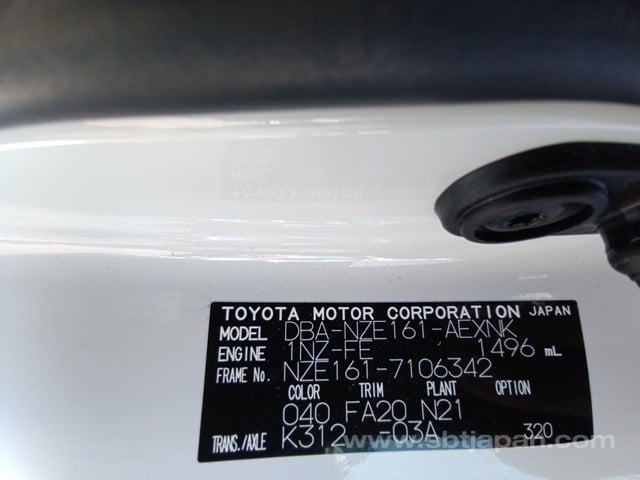 TOYOTA MOTOR CORPORATION JAPAN
MODEL DBA-NZE161-AEXNK
ENGINE 1NZ-FE 1496 mL
FRAME No. NZE161-7106342
COLOR TRIM PLANT OPTION
040 FA20 N21
TRANS./AXLE K312 -03A 320
www.sbtjapan.com